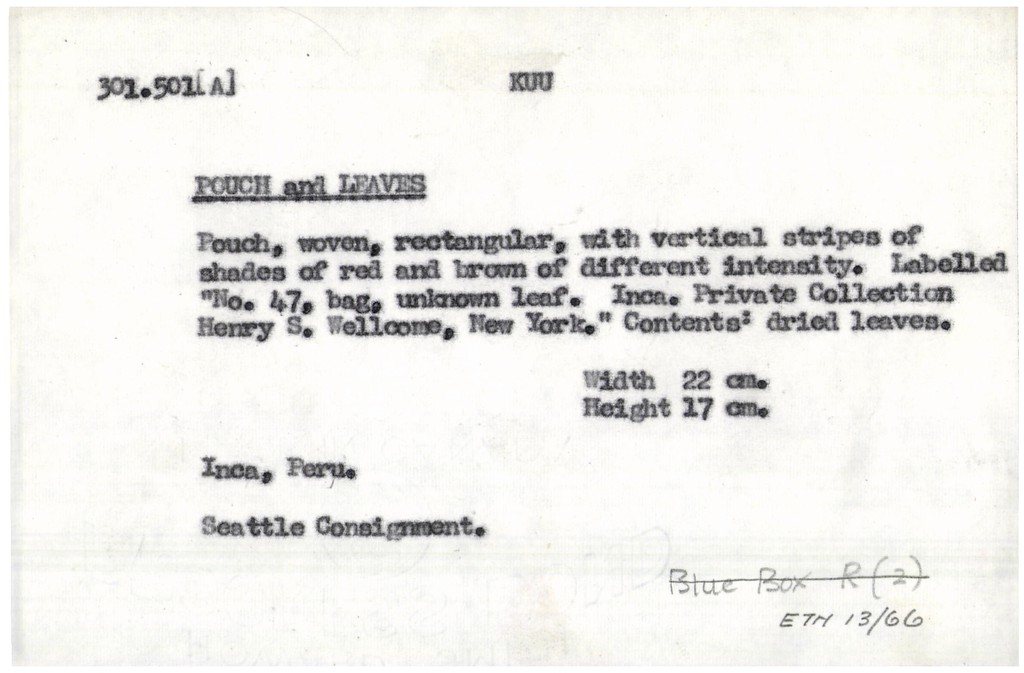 301.501[A] KUU
POUCH and LEAVES
Pouch, woven, rectangular, with vertical stripes of
shades of red and brown of different intensity. Labelled
"No. 47, bag, unknown leaf. Inca. Private Collection
Henry S. Wellcome, New York." Contents: dried leaves.
Width 22 cm.
Height 17 cm.
Inca, Peru.
Seattle Consignment.
Blue Box R (2)
ETH 13/66